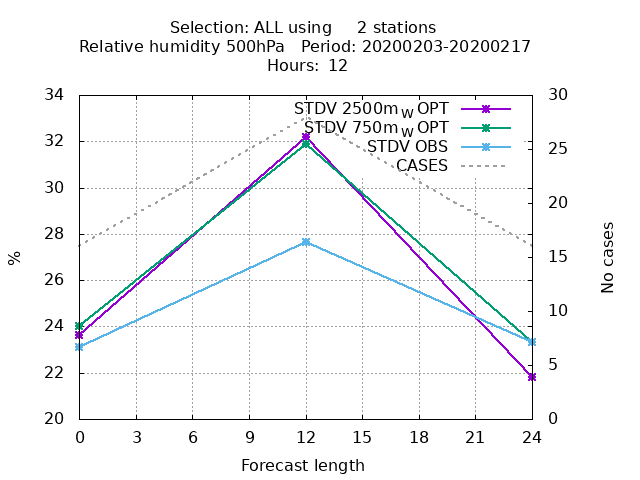 Selection: ALL using     2 stations
Relative humidity 500hPa   Period: 20200203-20200217
Hours:  12
STDV 2500m W OPT
STDV 750m W OPT
STDV OBS
CASES
34
32
30
28
26
24
22
20
%
30
25
20
15
10
5
0
No cases
0 3 6 9 12 15 18 21 24
Forecast length